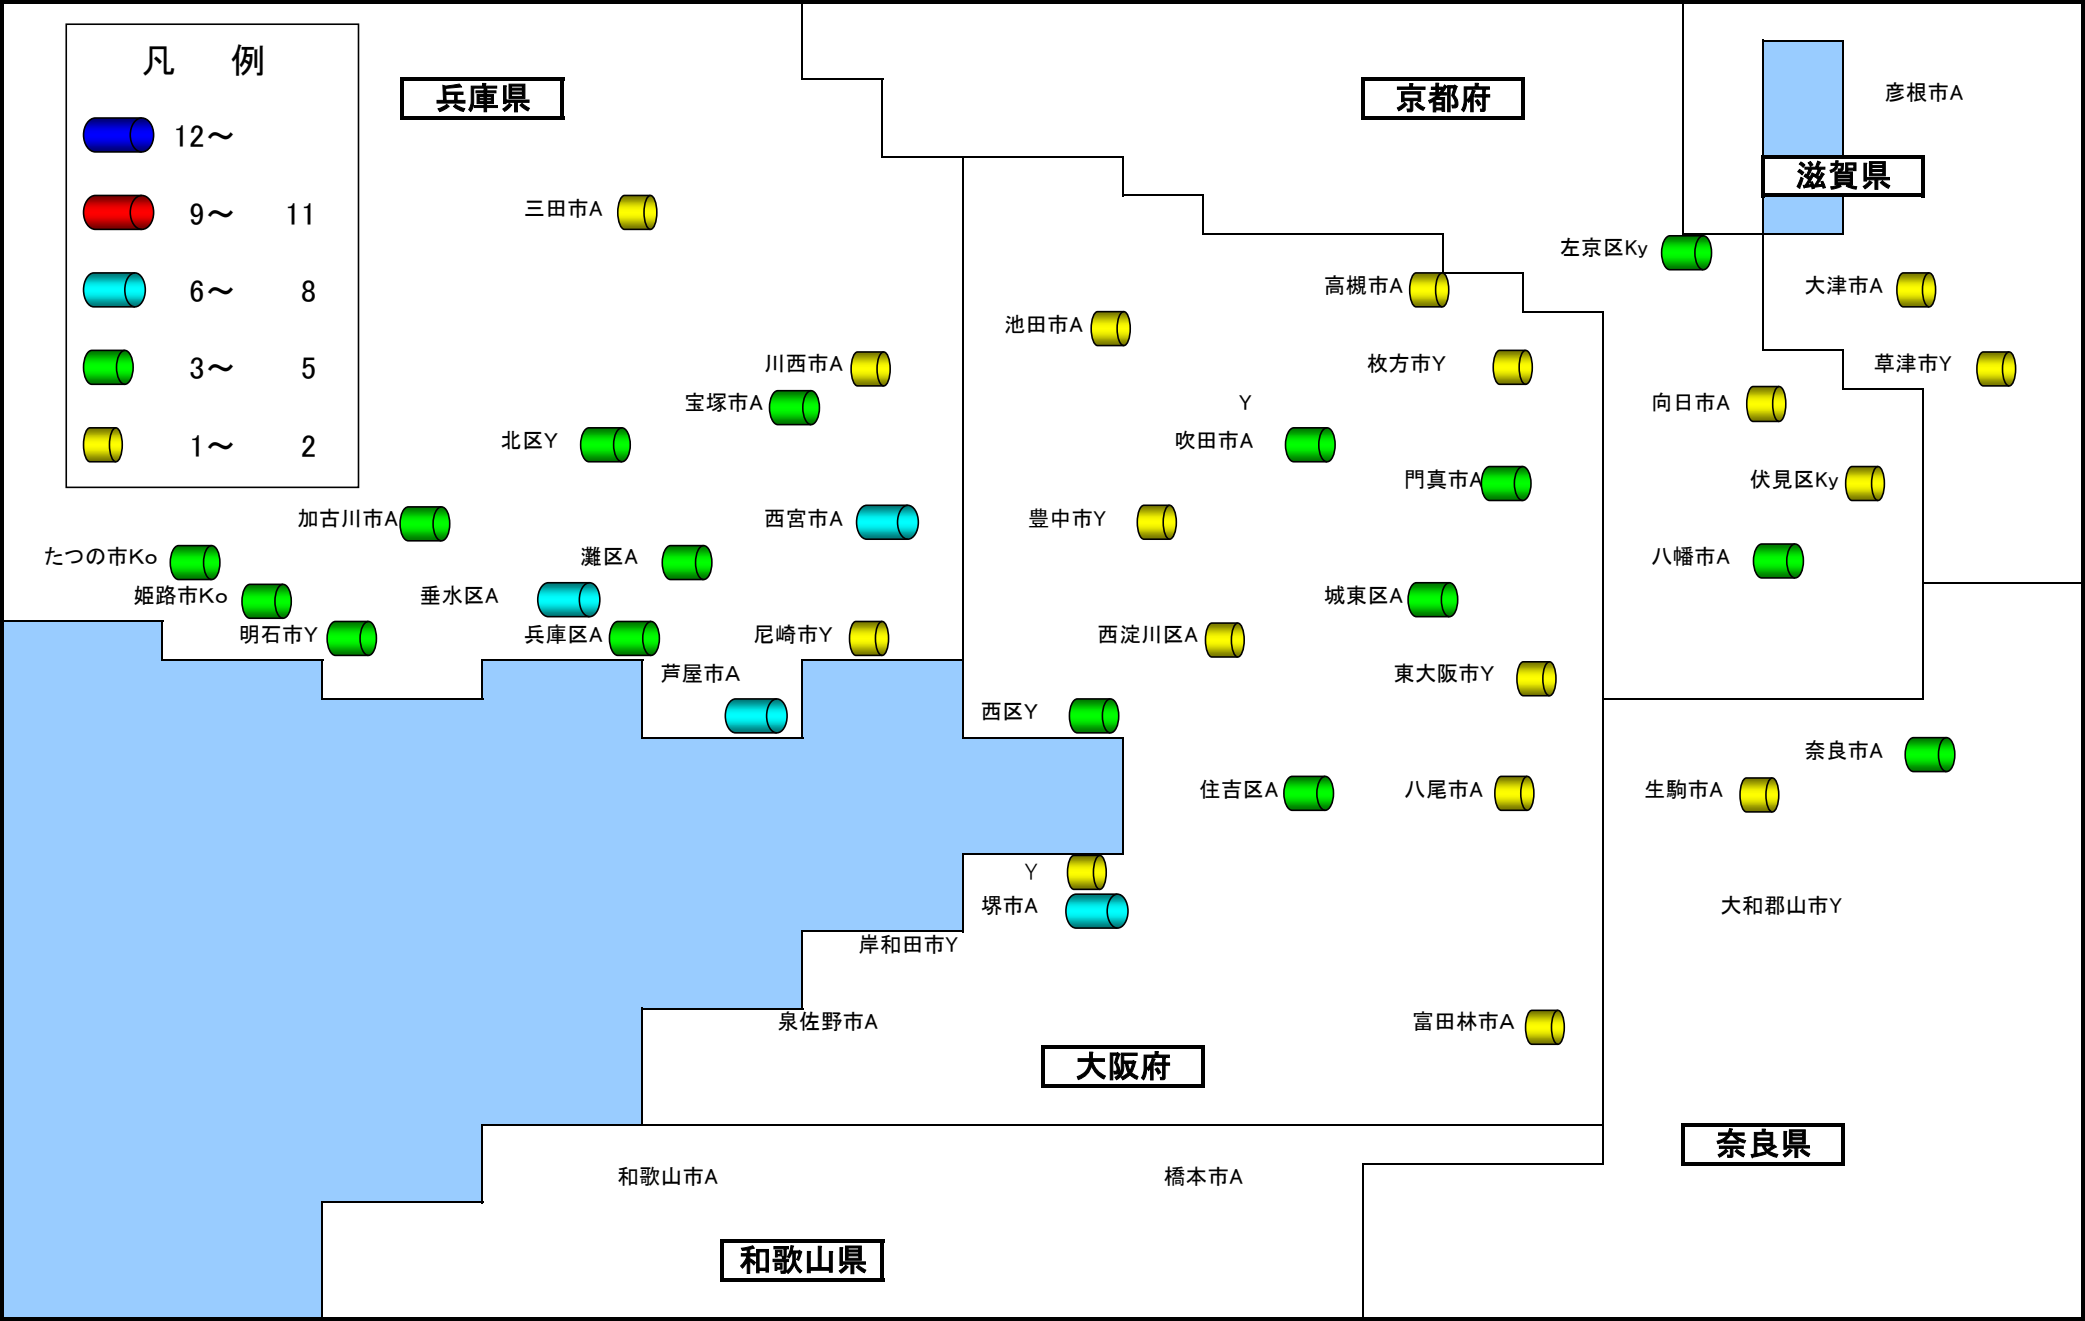 凡　例
12～
9～　11
6～　8
3～　5
1～　2
兵庫県
京都府
彦根市A
滋賀県
三田市A
左京区Ky
高槻市A
大津市A
池田市A
川西市A
枚方市Y
草津市Y
宝塚市A
Y
向日市A
北区Y
吹田市A
門真市A
伏見区Ky
加古川市A
西宮市A
豊中市Y
たつの市Ko
灘区A
八幡市A
姫路市Ko
垂水区A
城東区A
明石市Y
兵庫区A
尼崎市Y
西淀川区A
芦屋市A
東大阪市Y
西区Y
奈良市A
住吉区A
八尾市A
生駒市A
Y
堺市A
大和郡山市Y
岸和田市Y
泉佐野市A
富田林市A
大阪府
奈良県
和歌山市A
橋本市A
和歌山県